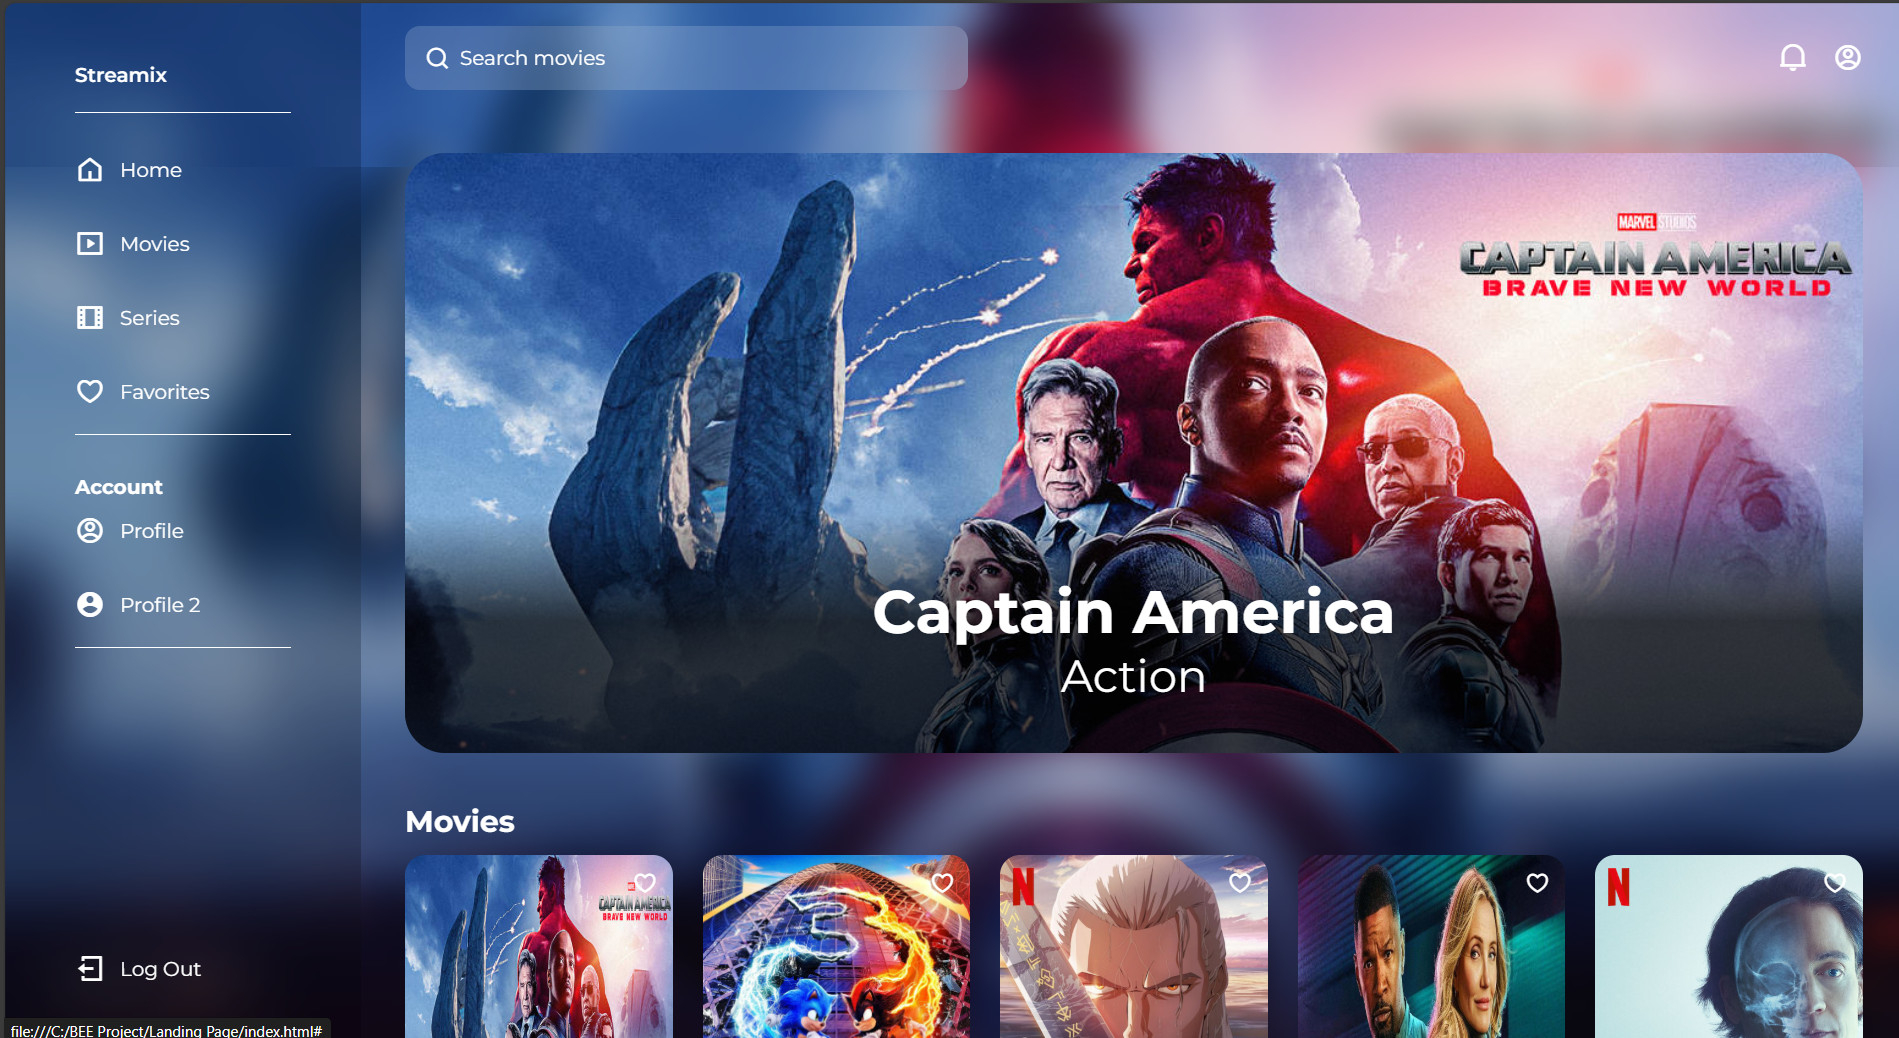 Streamix
Search movies
Home
Movies
Series
Favorites
Account
Profile
Profile 2
Log Out
MARVEL STUDIOS
CAPTAIN AMERICA
BRAVE NEW WORLD
Captain America
Action
Movies
CAPTAIN AMERICA
BRAVE NEW WORLD
3
N
N
file:///C:/BEE Project/Landing Page/index.html#